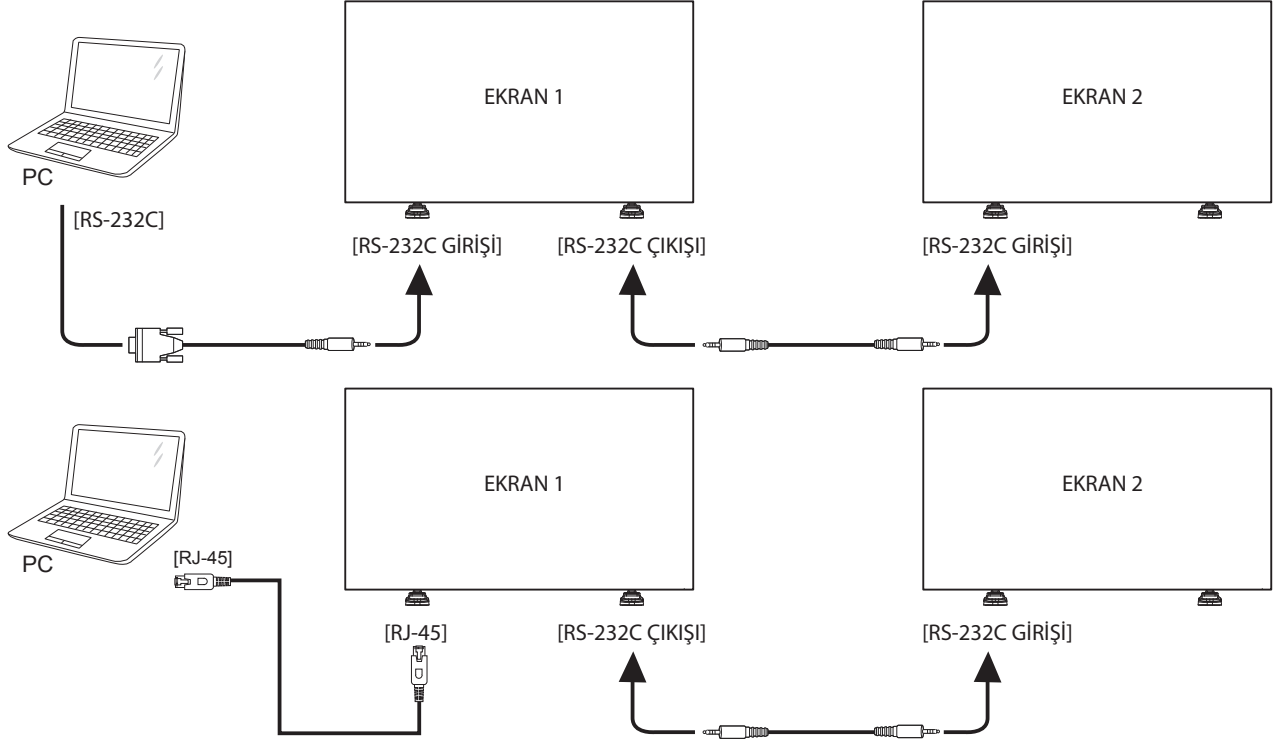 EKRAN 1
EKRAN 2
PC
[RS-232C]
[RS-232C GİRİŞİ]
[RS-232C ÇIKIŞI]
[RS-232C GİRİŞİ]
EKRAN 1
EKRAN 2
PC
[RJ-45]
[RJ-45]
[RS-232C ÇIKIŞI]
[RS-232C GİRİŞİ]